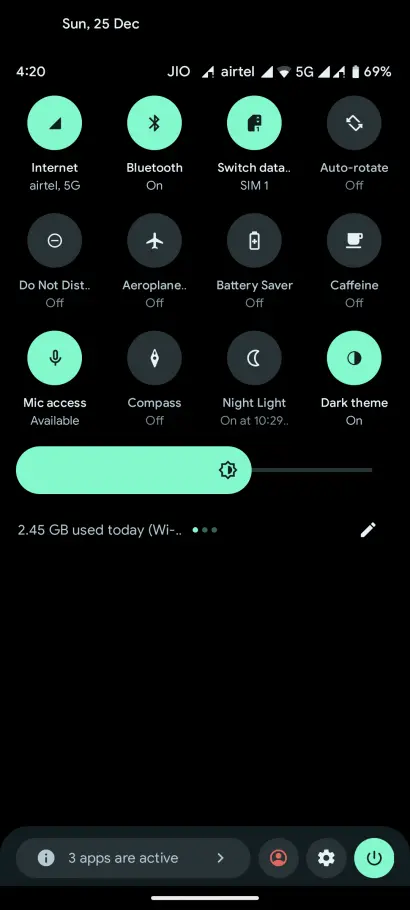 Sun, 25 Dec
4:20 JIO airtel 5G 69%
Internet Bluetooth Switch data.. Auto-rotate
airtel, 5G On SIM 1 Off
Do Not Dist.. Aeroplane.. Battery Saver Caffeine
Off Off Off Off
Mic access Compass Night Light Dark theme
Available Off On at 10:29.. On
2.45 GB used today (Wi-..
3 apps are active